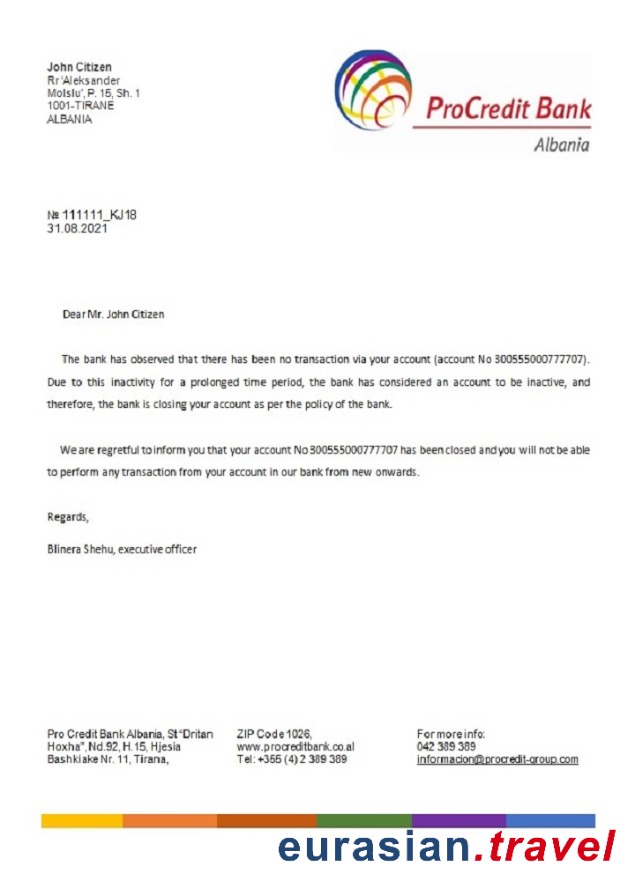 John Citizen
Rr 'Aleksander
Moislu', P. 15, Sh. 1
1001-TIRANE
ALBANIA
ProCredit Bank
Albania
№ 111111_KJ18
31.08.2021
Dear Mr. John Citizen
The bank has observed that there has been no transaction via your account (account No 300555000777707).
Due to this inactivity for a prolonged time period, the bank has considered an account to be inactive, and
therefore, the bank is closing your account as per the policy of the bank.
We are regretful to inform you that your account No 300555000777707 has been closed and you will not be able
to perform any transaction from your account in our bank from new onwards.
Regards,
Blinera Shehu, executive officer
Pro Credit Bank Albania, St "Dritan
Hoxha", Nd.92, H.15, Hjesia
Bashkiake Nr. 11, Tirana,
ZIP Code 1026,
www.procreditbank.co.al
Tel: +355 (4) 2 389 389
For more info:
042 389 389
informacion@procredit-group.com
eurasian.travel